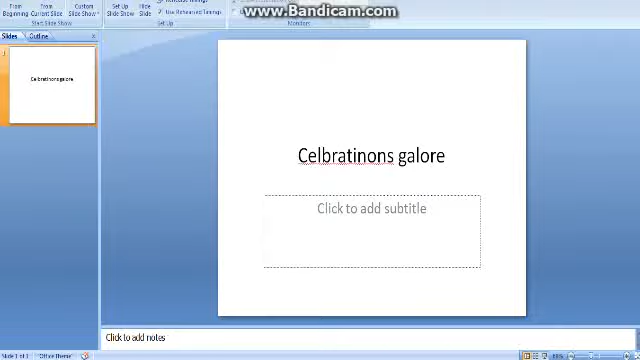 www.Bandicam.com
From Beginning
From Current Slide
Custom Slide Show
Set Up Slide Show
Hide Slide
Rehearse Timings
Use Rehearsed Timings
Start Slide Show
Set Up
Monitors
Slides
Outline
Celbratinons galore
Celbratinons galore
Click to add subtitle
Click to add notes
Slide 1 of 1
"Office Theme"